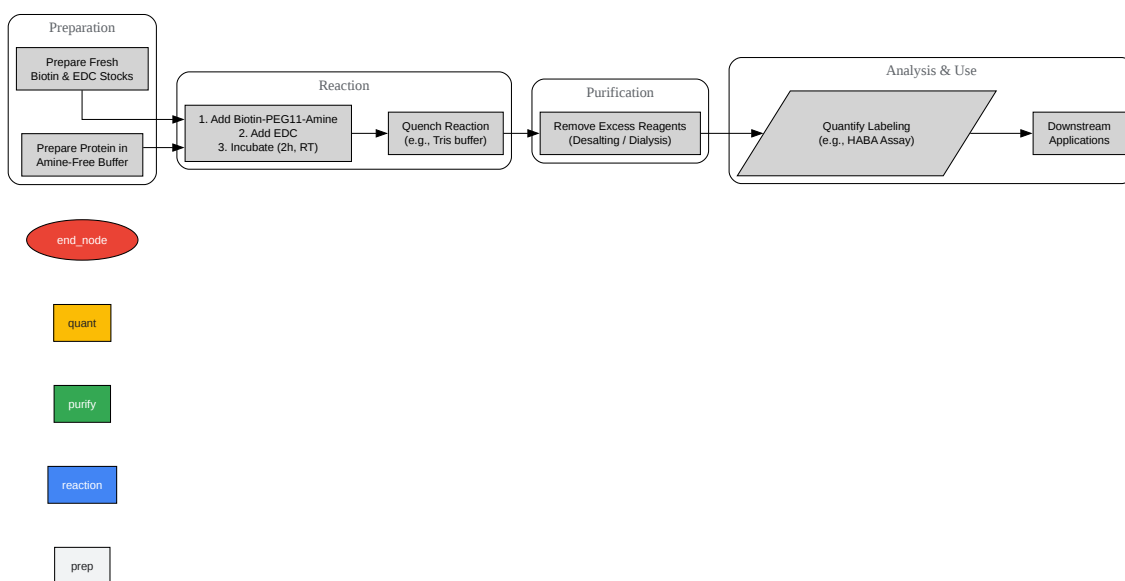 Preparation
Prepare Fresh
Biotin & EDC Stocks
Prepare Protein in
Amine-Free Buffer
Reaction
1. Add Biotin-PEG11-Amine
2. Add EDC
3. Incubate (2h, RT)
Quench Reaction
(e.g., Tris buffer)
Purification
Remove Excess Reagents
(Desalting / Dialysis)
Analysis & Use
Quantify Labeling
(e.g., HABA Assay)
Downstream
Applications
end_node
quant
purify
reaction
prep